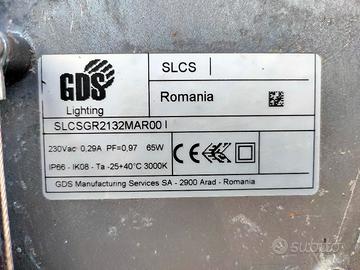 GDS
Lighting
SLCS
Romania
SLCSGR2132MAR00 I
230Vac 0,29A PF=0,97 65W
IP66 - IK08 - Ta -25+40°C 3000K
GDS Manufacturing Services SA - 2900 Arad - Romania
CE
subito